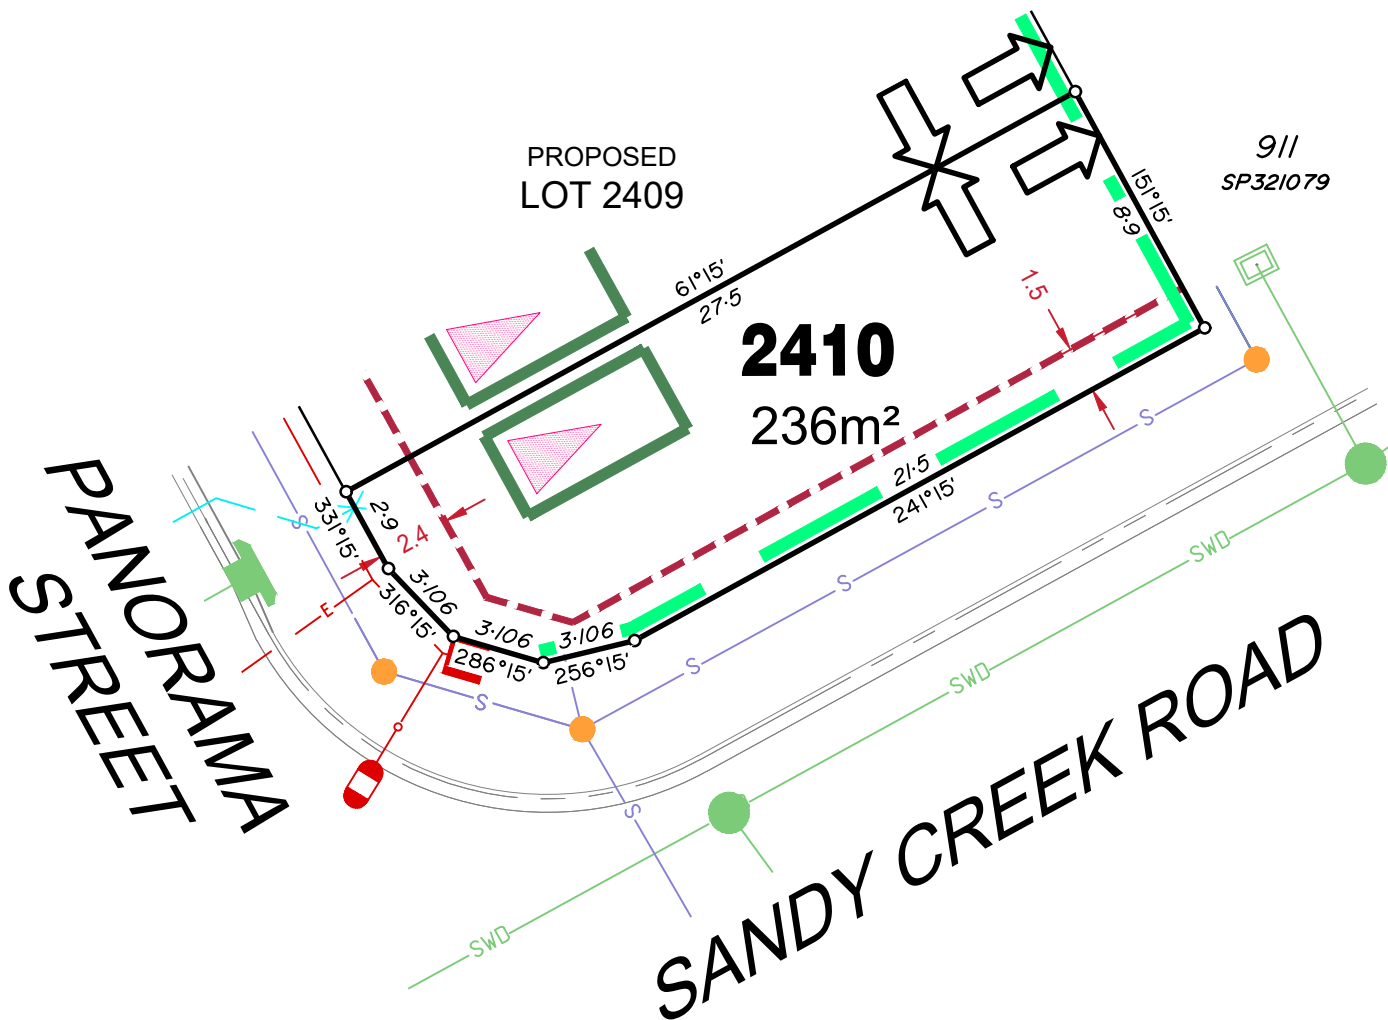 PROPOSED
LOT 2409
911
SP321079
151°15'
8·9
61°15'
27·5
1.5
2410
236m²
21·5
241°15'
2·9
331°15'
2.4
3·106
316°15'
3·106
286°15'
3·106
256°15'
E
S
S
S
S
S
S
S
SWD
SWD
SWD
PANORAMA
STREET
SANDY CREEK ROAD